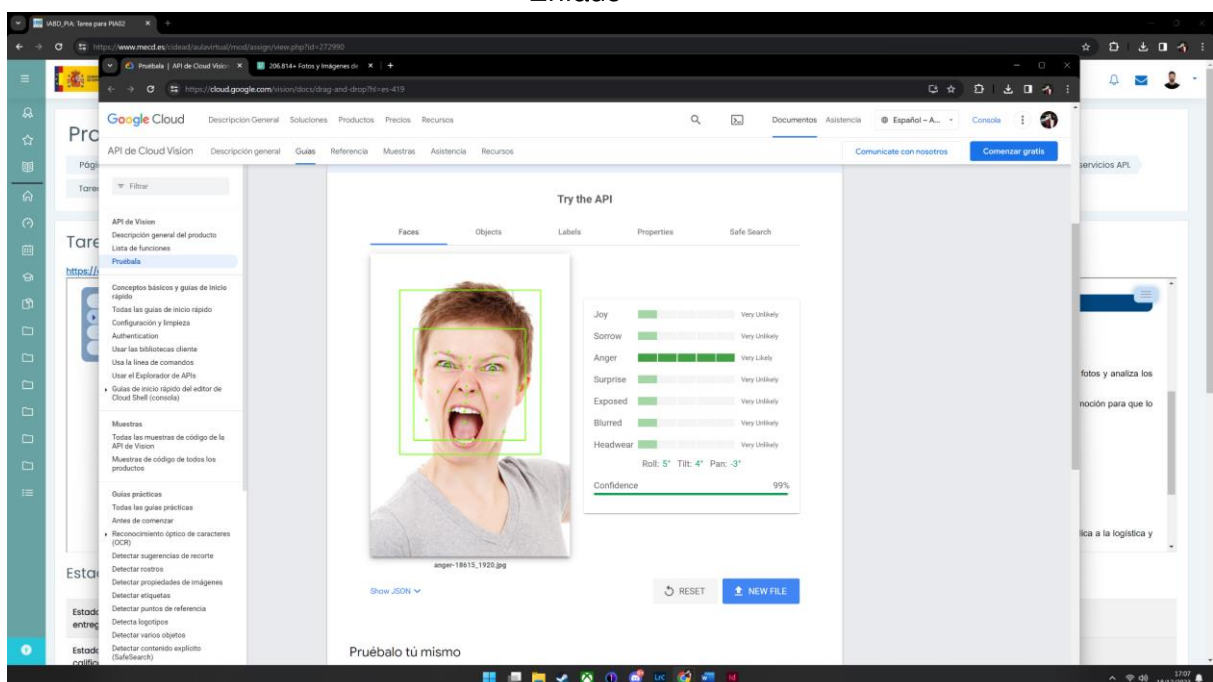 Enfado
IABD_PIA: Tarea para PIA02
https://www.mecd.es/cidead/aulavirtual/mod/assign/view.php?id=272990
Pruébala | API de Cloud Vision
206.814+ Fotos y Imágenes de
https://cloud.google.com/vision/docs/drag-and-drop?hl=es-419
Google Cloud Descripción General Soluciones Productos Precios Recursos Documentos Asistencia Español – A... Consola
API de Cloud Vision Descripción general Guías Referencia Muestras Asistencia Recursos Comunícate con nosotros Comenzar gratis
Pro
Pági
servicios API.
Tare
Filtrar
Try the API
API de Vision
Descripción general del producto
Lista de funciones
Pruébala
Faces Objects Labels Properties Safe Search
Tare
https://
Conceptos básicos y guías de inicio
rápido
Todas las guías de inicio rápido
Configuración y limpieza
Authentication
Usar las bibliotecas cliente
Usa la línea de comandos
Usar el Explorador de APIs
Guías de inicio rápido del editor de
Cloud Shell (consola)
Joy Very Unlikely
Sorrow Very Unlikely
Anger Very Likely
Surprise Very Unlikely
Exposed Very Unlikely
Blurred Very Unlikely
Headwear Very Unlikely
Roll: 5° Tilt: 4° Pan: -3°
Confidence 99%
fotos y analiza los
moción para que lo
Muestras
Todas las muestras de código de la
API de Vision
Muestras de código de todos los
productos
Guías prácticas
Todas las guías prácticas
Antes de comenzar
Reconocimiento óptico de caracteres
(OCR)
Detectar sugerencias de recorte
Detectar rostros
Detectar propiedades de imágenes
Detectar etiquetas
Detectar puntos de referencia
Detecta logotipos
Detectar varios objetos
Detectar contenido explícito
(SafeSearch)
lica a la logística y
anger-18615_1920.jpg
Show JSON RESET NEW FILE
Esta
Estado
entreg
Estado
califi
Pruébalo tú mismo
LrC
Id
17:07